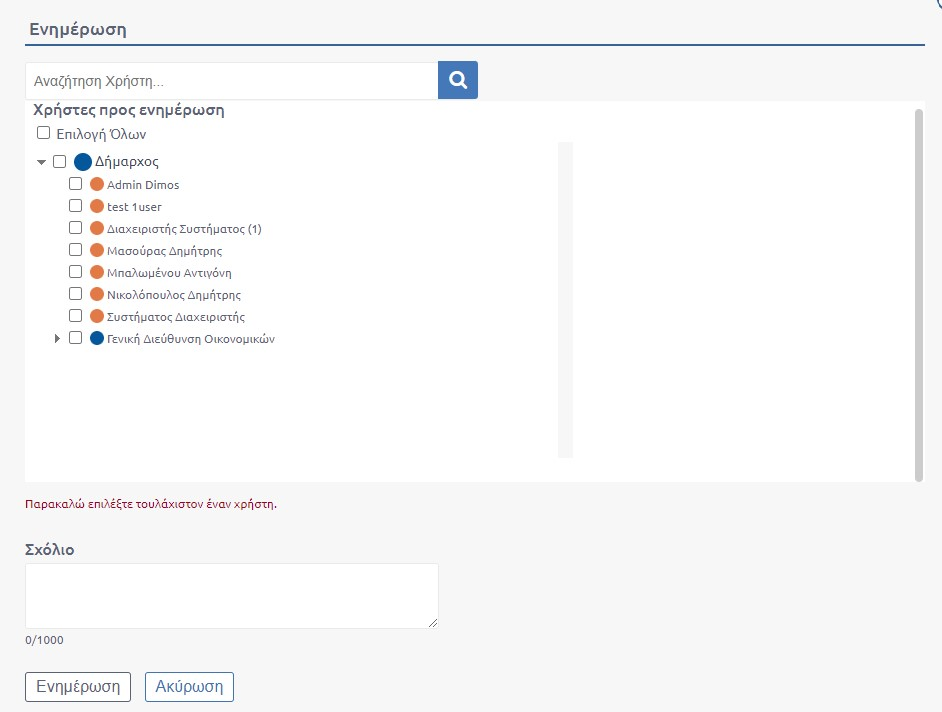 Ενημέρωση
Αναζήτηση Χρήστη...
Χρήστες προς ενημέρωση
Επιλογή Όλων
Δήμαρχος
Admin Dimos
test 1user
Διαχειριστής Συστήματος (1)
Μασούρας Δημήτρης
Μπαλωμένου Αντιγόνη
Νικολόπουλος Δημήτρης
Συστήματος Διαχειριστής
Γενική Διεύθυνση Οικονομικών
Παρακαλώ επιλέξτε τουλάχιστον έναν χρήστη.
Σχόλιο
0/1000
Ενημέρωση
Ακύρωση